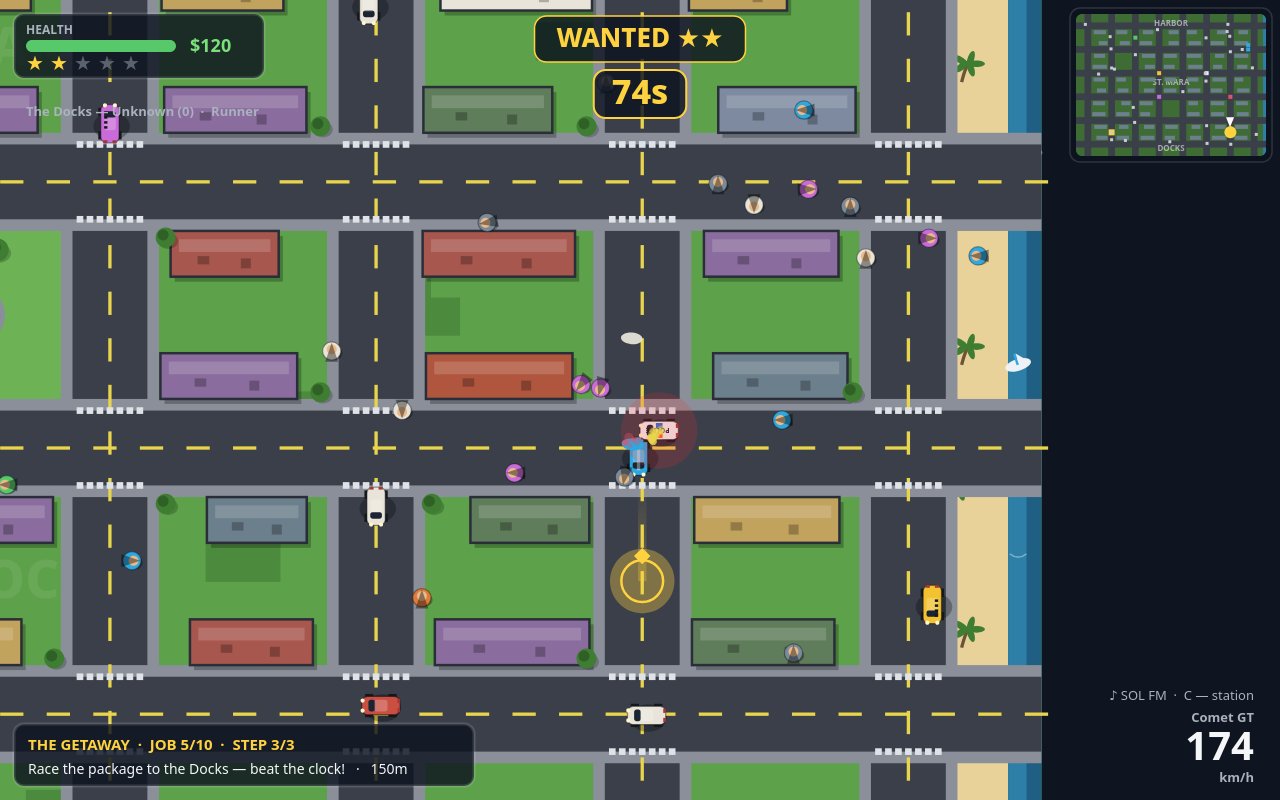 HEALTH
$120
★★★★★
The Docks — Unknown (0) · Runner
WANTED ★★
74s
HARBOR
ST. MARA
DOCKS
THE GETAWAY · JOB 5/10 · STEP 3/3
Race the package to the Docks — beat the clock! · 150m
♪ SOL FM · C — station
Comet GT
174
km/h